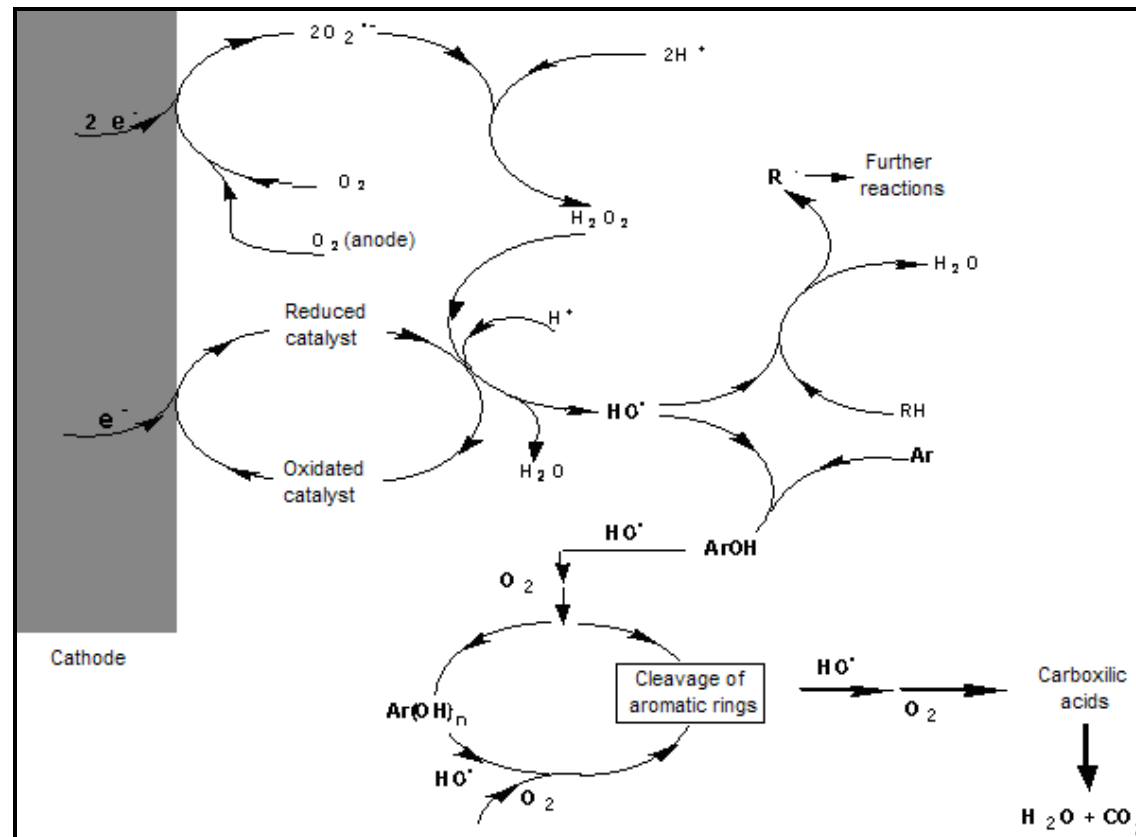 2O₂•⁻
2H⁺
2 e⁻
Further
reactions
R·
O₂
H₂O₂
O₂ (anode)
H₂O
Reduced
catalyst
H⁺
e⁻
HO•
RH
Oxidated
catalyst
H₂O
Ar
HO•
ArOH
O₂
Cathode
Cleavage of
aromatic rings
HO•
O₂
Carboxilic
acids
Ar(OH)n
HO•
O₂
H₂O + CO